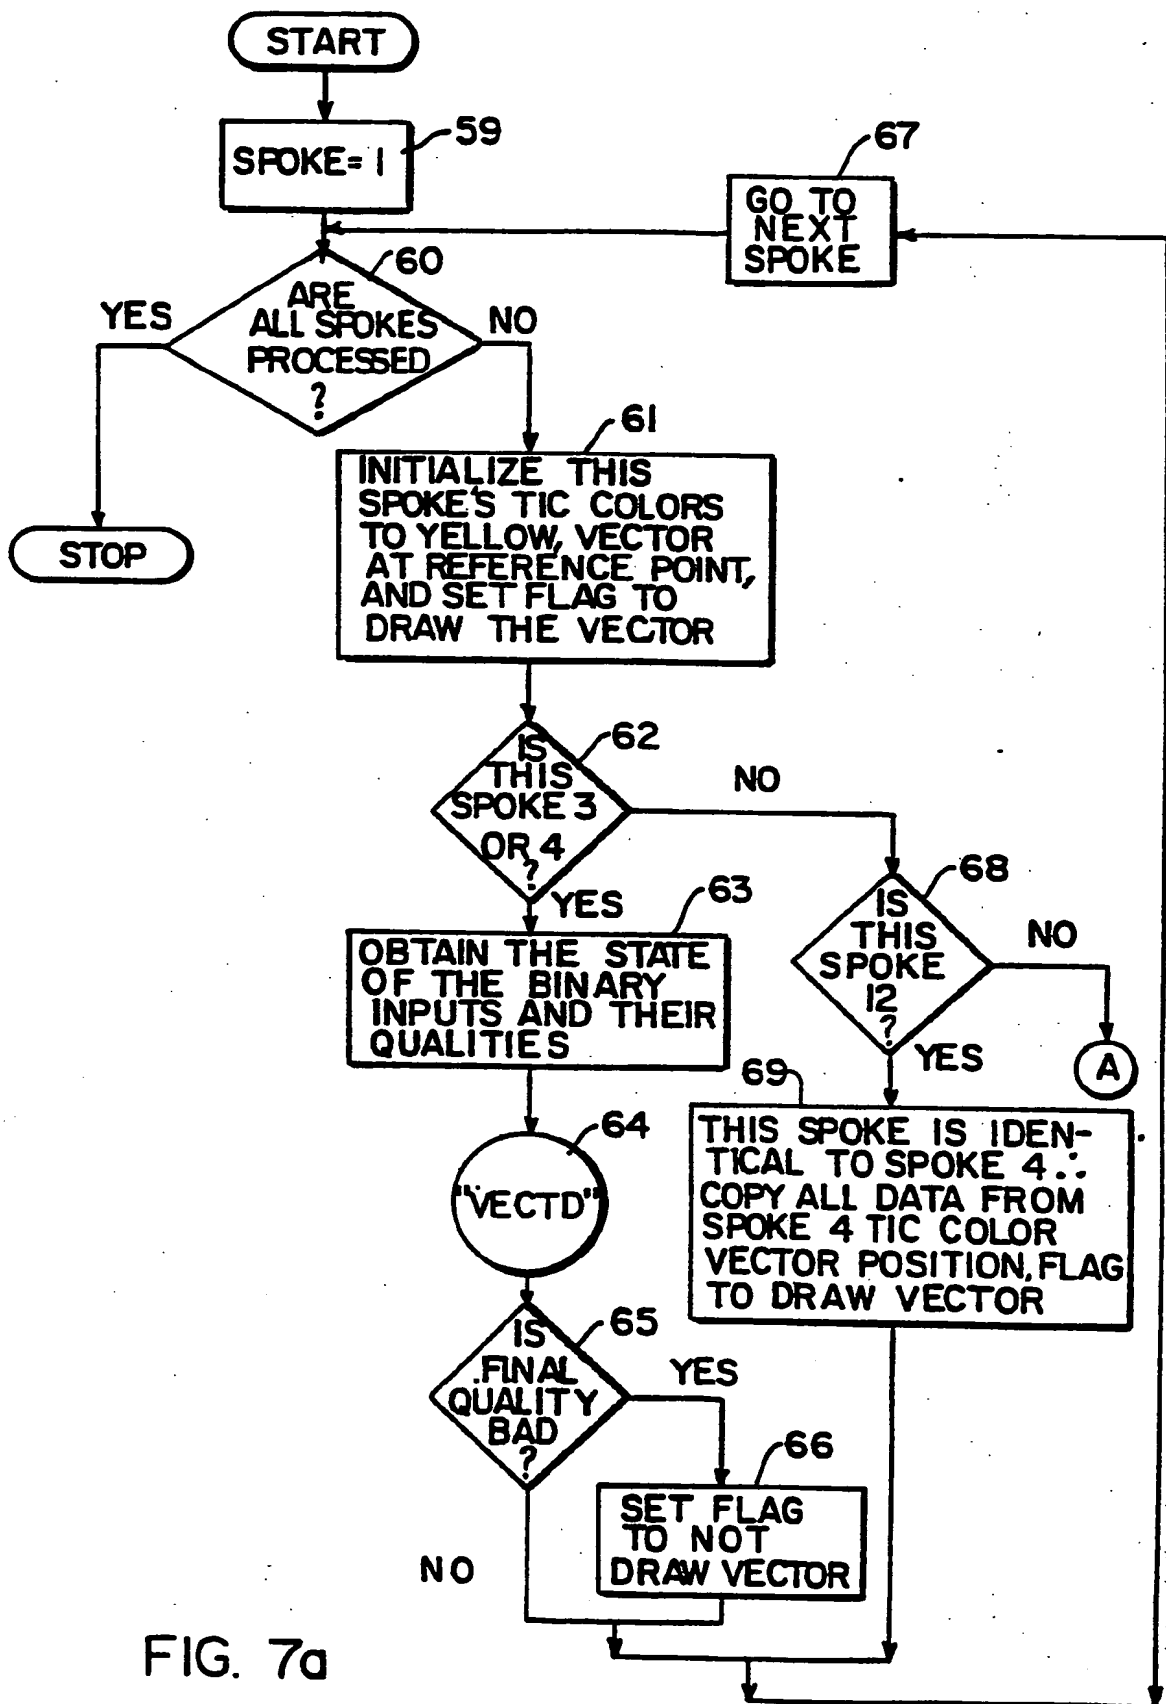 START
59
SPOKE= 1
67
GO TO
NEXT
SPOKE
60
ARE
ALL SPOKES
PROCESSED
?
YES
NO
STOP
61
INITIALIZE THIS
SPOKE'S TIC COLORS
TO YELLOW, VECTOR
AT REFERENCE POINT,
AND SET FLAG TO
DRAW THE VECTOR
62
IS
THIS
SPOKE 3
OR 4
?
NO
YES
63
OBTAIN THE STATE
OF THE BINARY
INPUTS AND THEIR
QUALITIES
68
IS
THIS
SPOKE
12
?
NO
YES
A
64
"VECTD"
69
THIS SPOKE IS IDEN-
TICAL TO SPOKE 4 ∴
COPY ALL DATA FROM
SPOKE 4 TIC COLOR
VECTOR POSITION, FLAG
TO DRAW VECTOR
65
IS
FINAL
QUALITY
BAD
?
YES
NO
66
SET FLAG
TO NOT
DRAW VECTOR
FIG. 7a